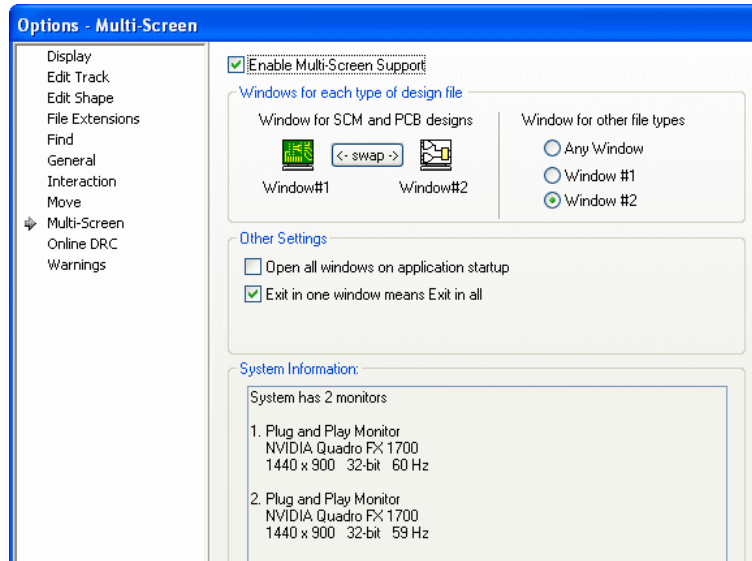 Options - Multi-Screen
Display
Edit Track
Edit Shape
File Extensions
Find
General
Interaction
Move
Multi-Screen
Online DRC
Warnings
Enable Multi-Screen Support
Windows for each type of design file
Window for SCM and PCB designs
<- swap ->
Window#1
Window#2
Window for other file types
Any Window
Window #1
Window #2
Other Settings
Open all windows on application startup
Exit in one window means Exit in all
System Information:
System has 2 monitors
1. Plug and Play Monitor
NVIDIA Quadro FX 1700
1440 x 900 32-bit 60 Hz
2. Plug and Play Monitor
NVIDIA Quadro FX 1700
1440 x 900 32-bit 59 Hz